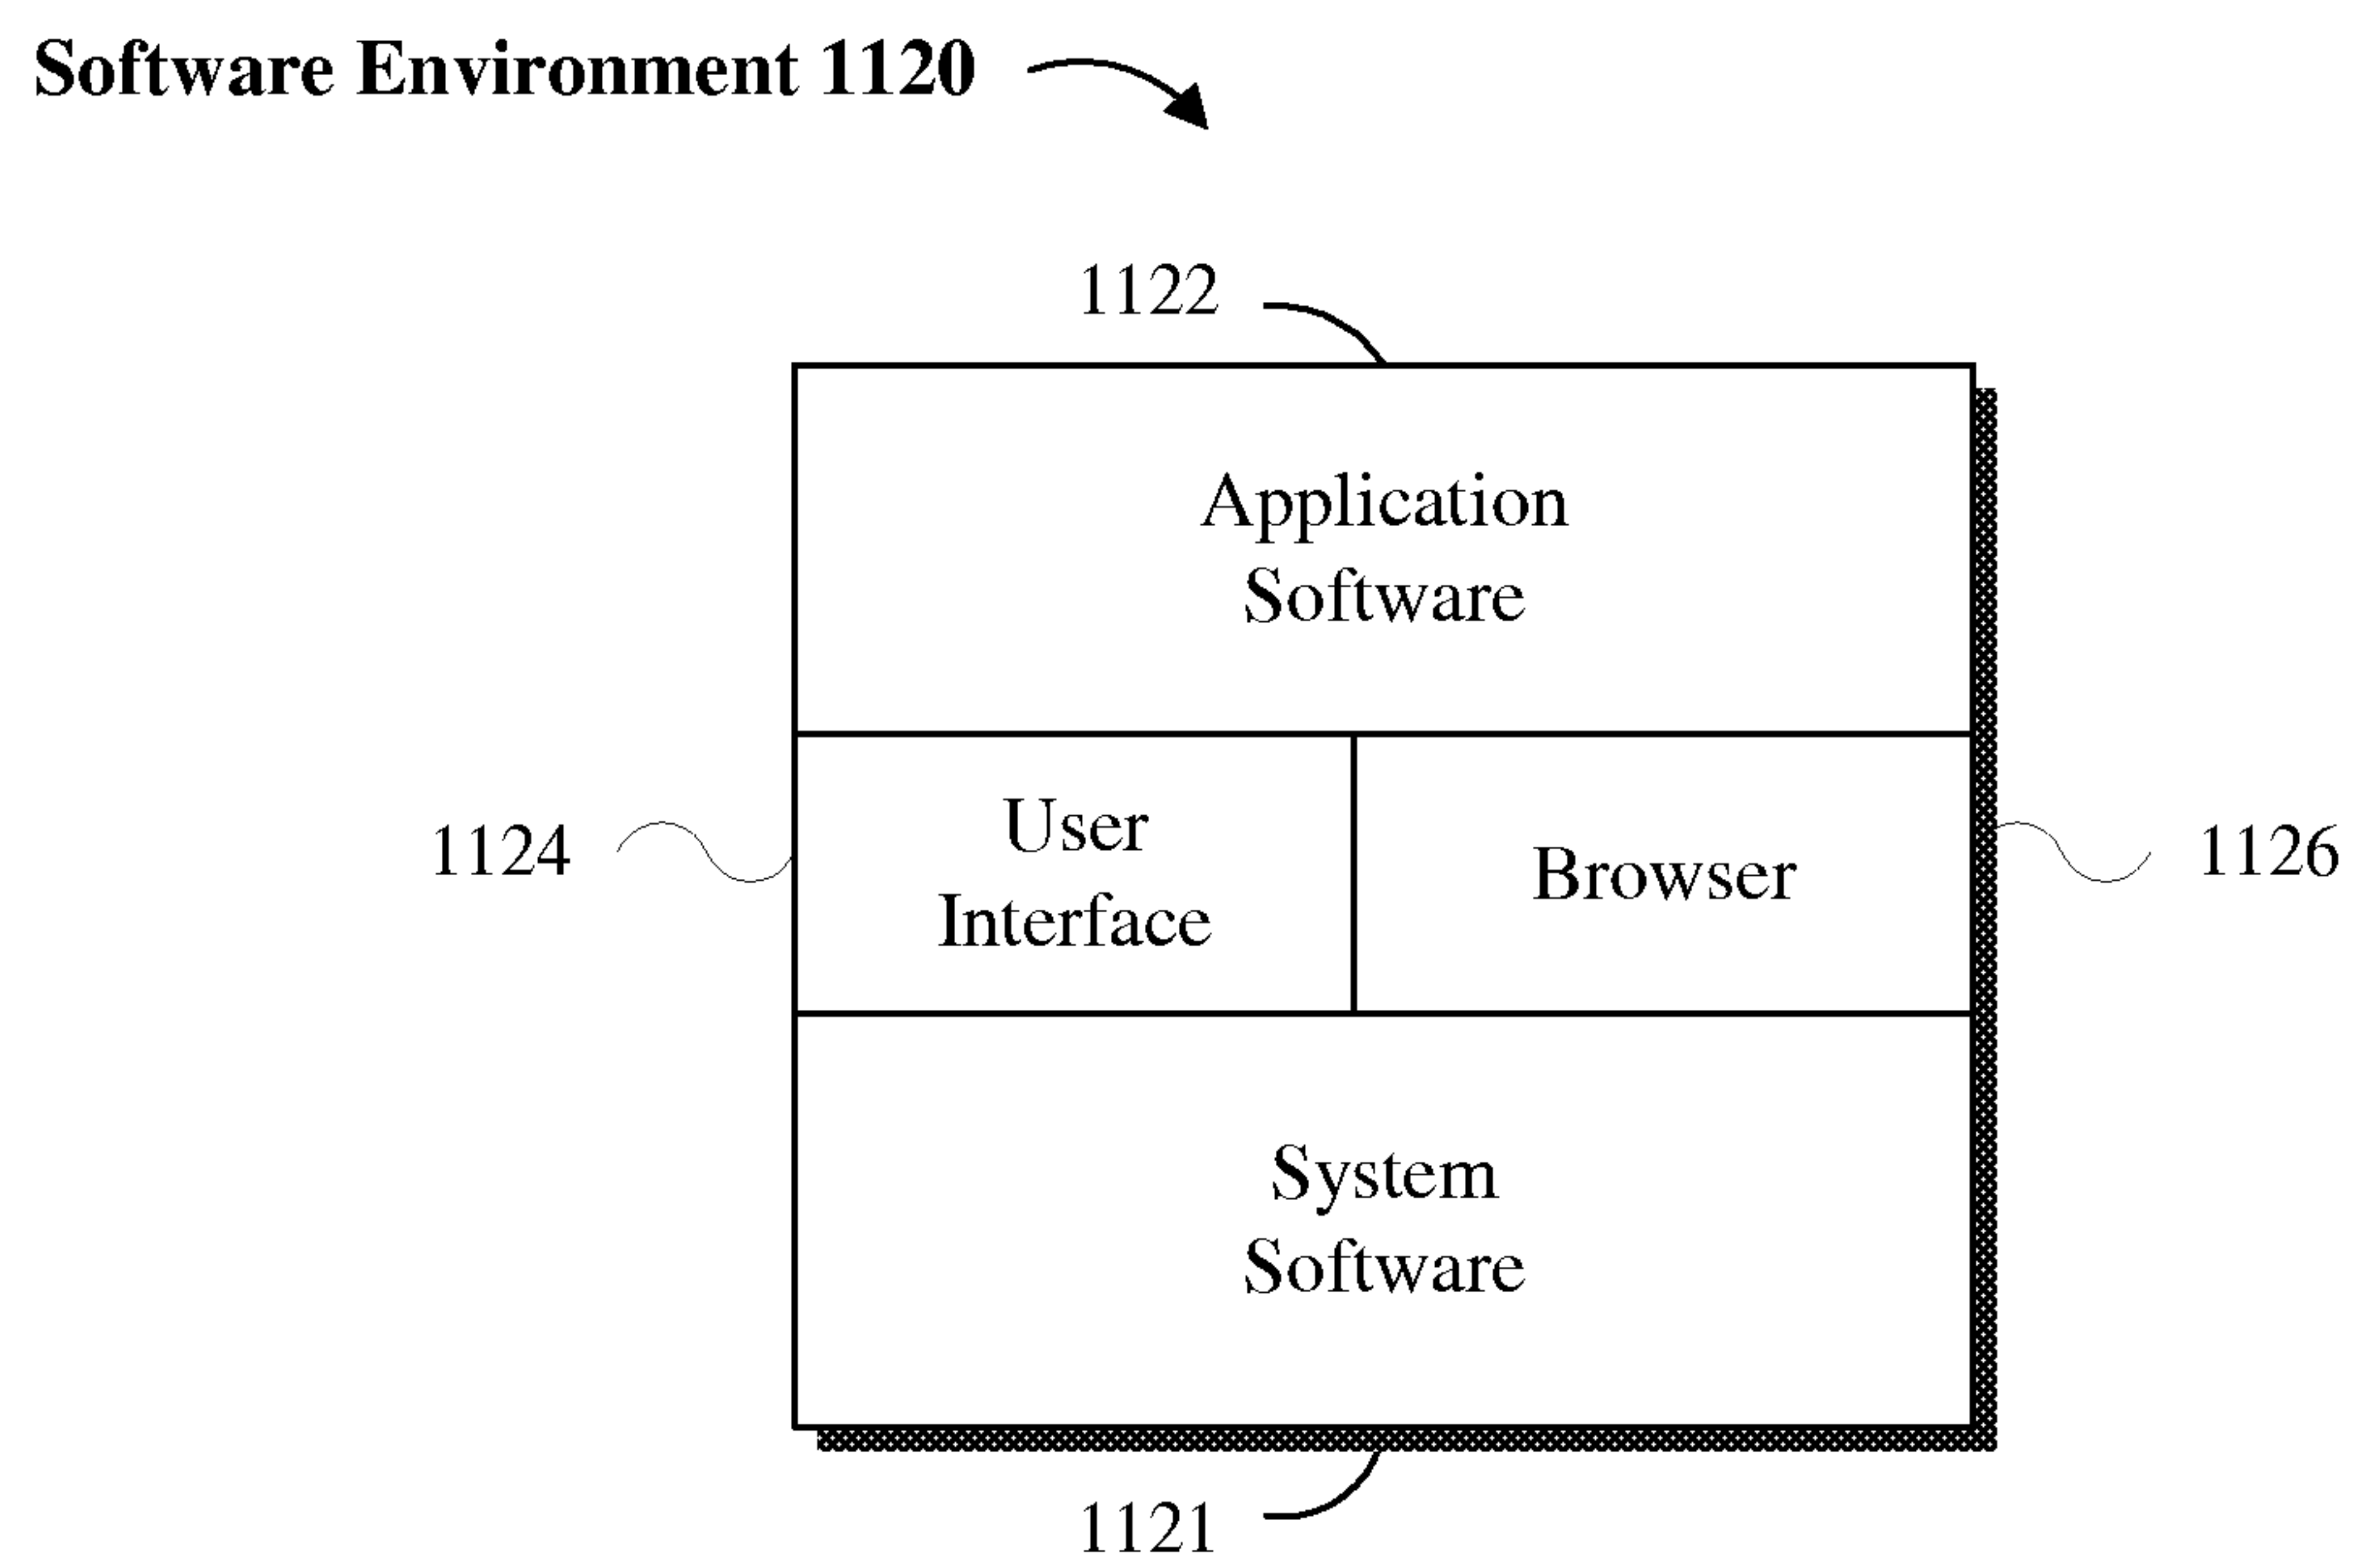 Software Environment 1120
1122
Application
Software
1124
User
Interface
Browser
1126
System
Software
1121